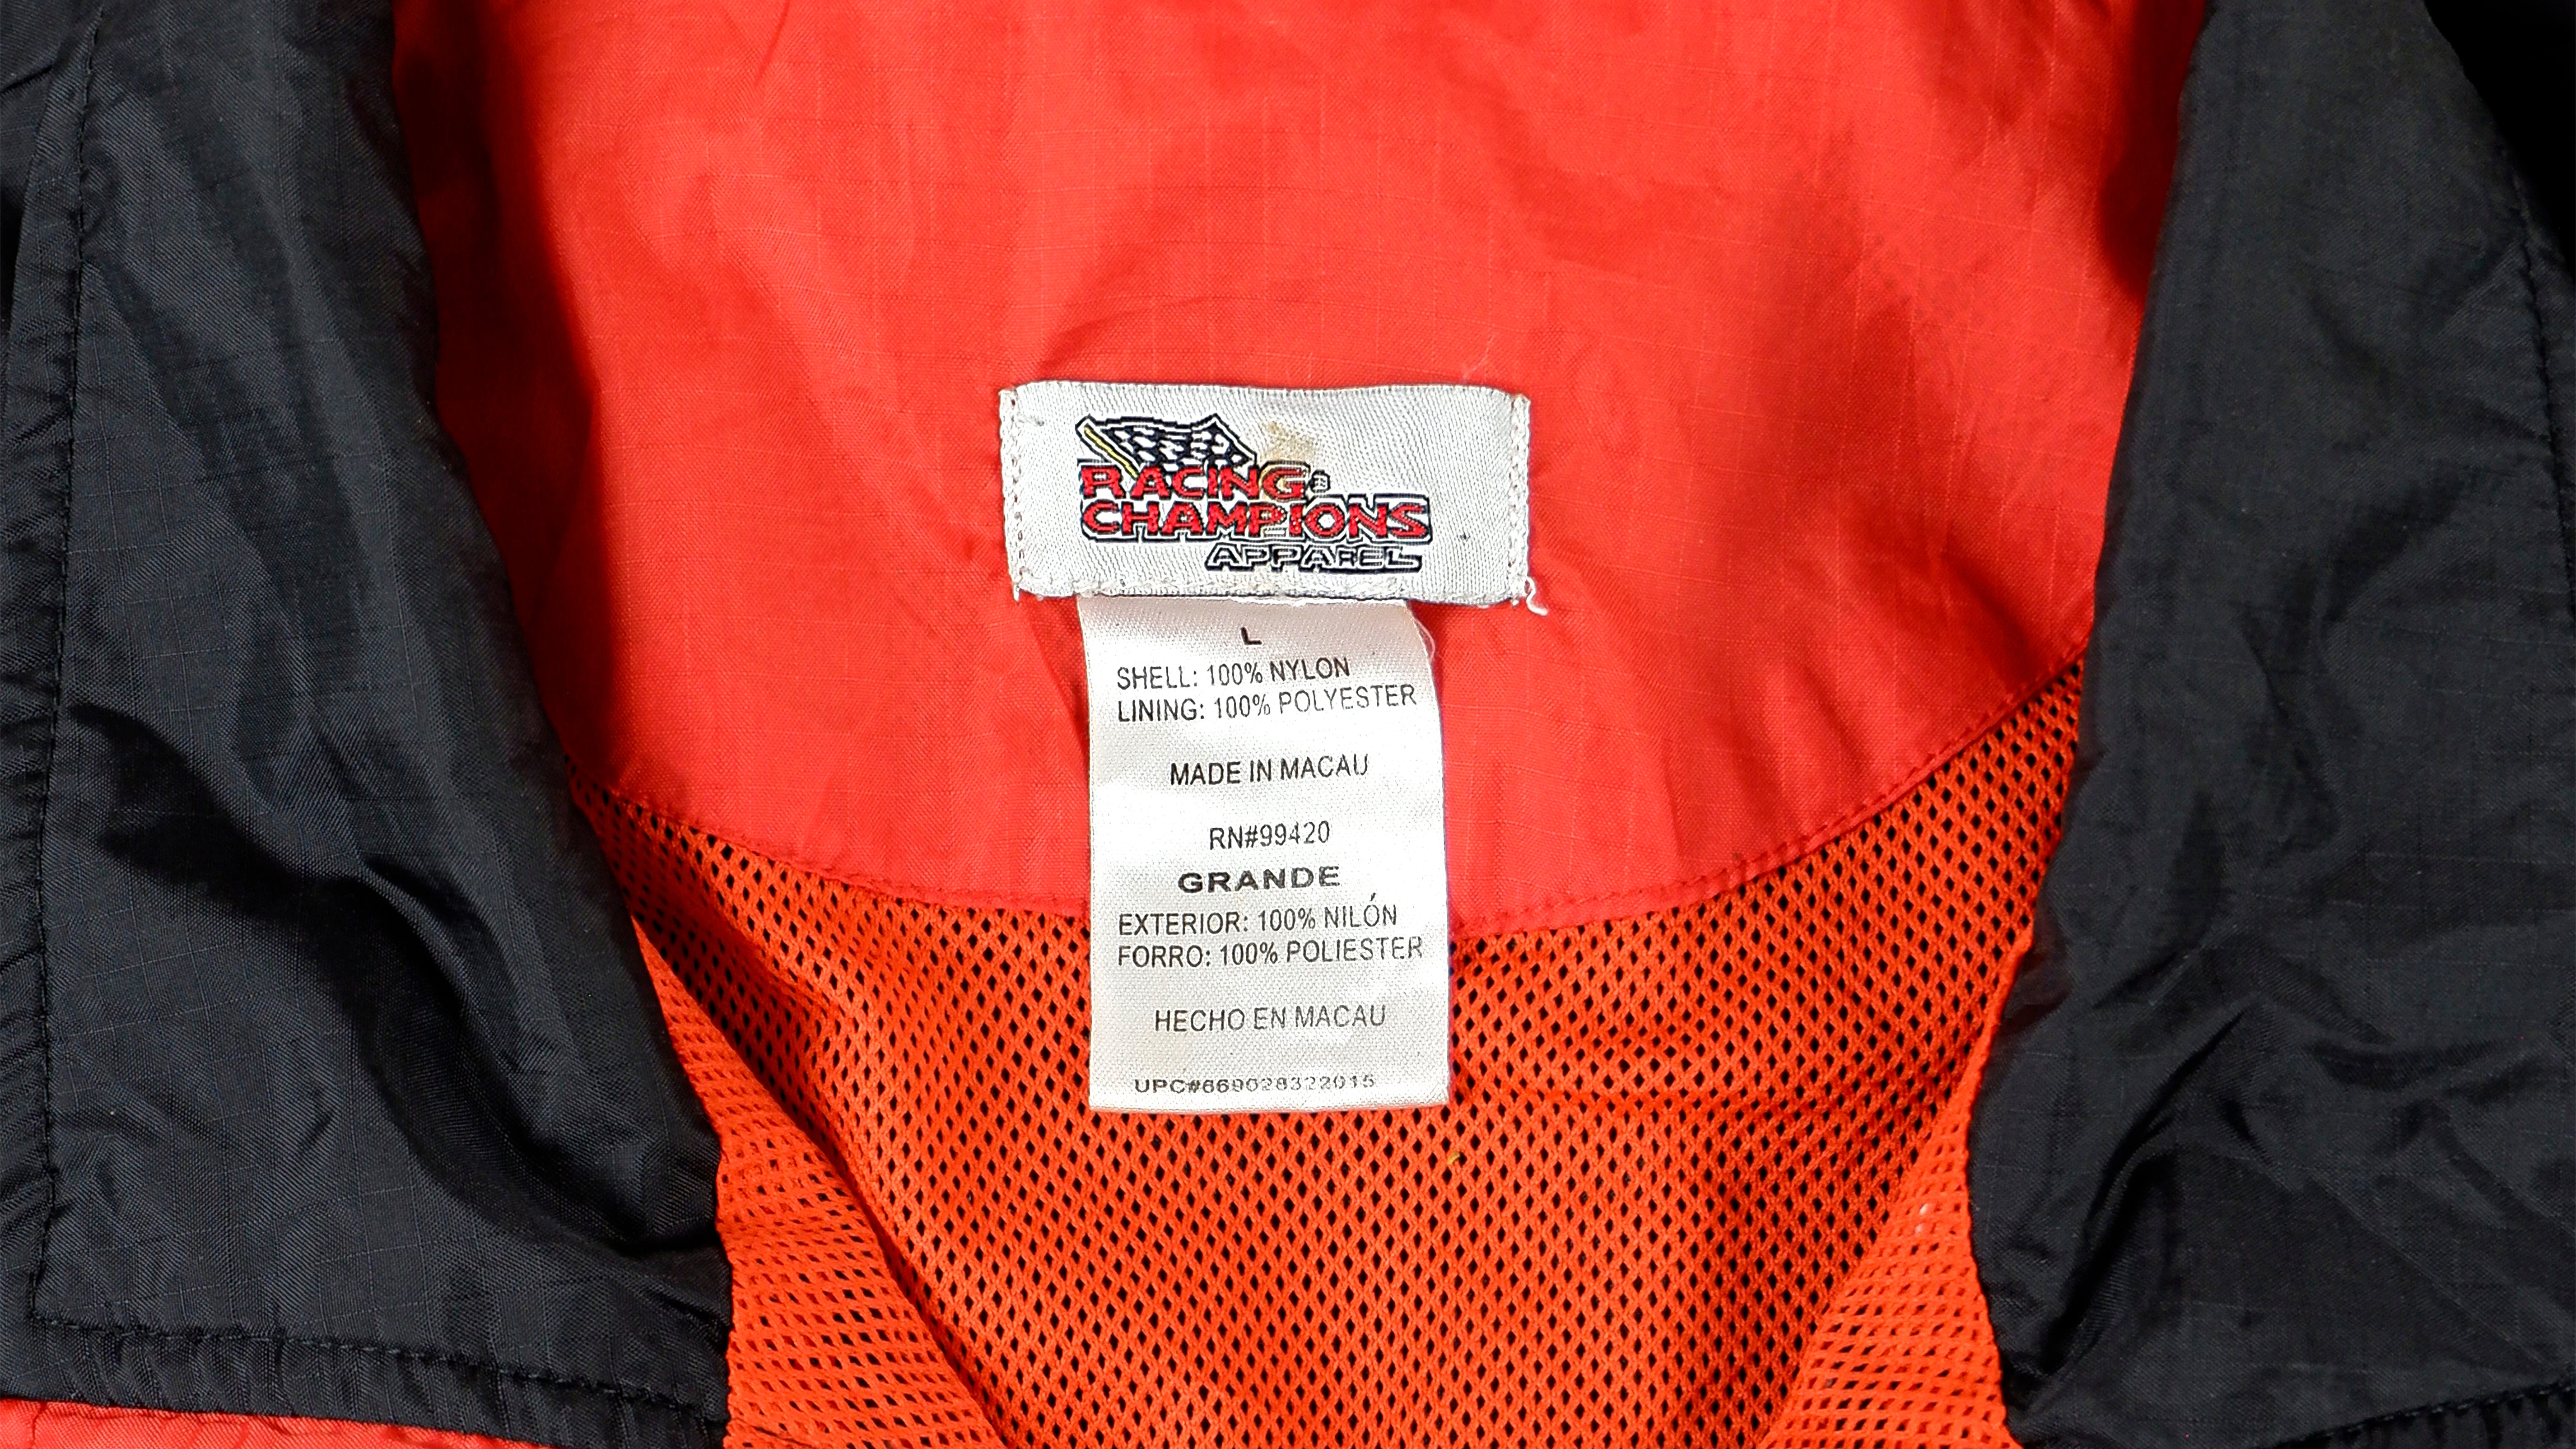 RACING
CHAMPIONS
APPAREL
L
SHELL: 100% NYLON
LINING: 100% POLYESTER
MADE IN MACAU
RN#99420
GRANDE
EXTERIOR: 100% NILÓN
FORRO: 100% POLIESTER
HECHO EN MACAU
UPC#669028322015